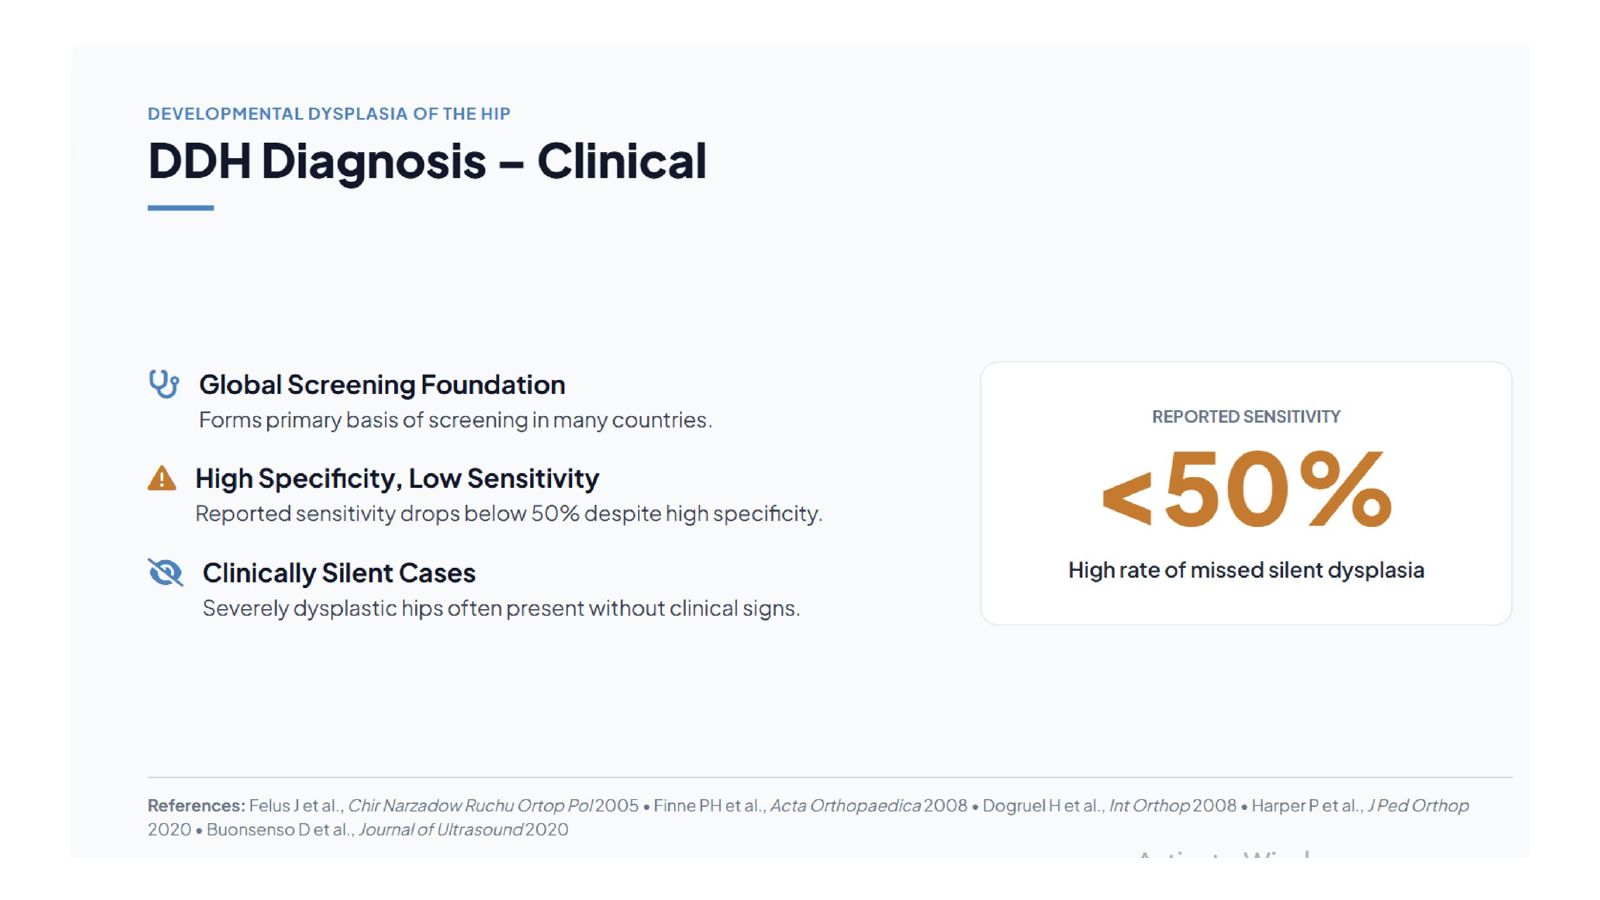 DEVELOPMENTAL DYSPLASIA OF THE HIP
DDH Diagnosis – Clinical
Global Screening Foundation
Forms primary basis of screening in many countries.
High Specificity, Low Sensitivity
Reported sensitivity drops below 50% despite high specificity.
Clinically Silent Cases
Severely dysplastic hips often present without clinical signs.
REPORTED SENSITIVITY
<50%
High rate of missed silent dysplasia
References: Felus J et al., Chir Narzadow Ruchu Ortop Pol 2005 • Finne PH et al., Acta Orthopaedica 2008 • Dogruel H et al., Int Orthop 2008 • Harper P et al., J Ped Orthop
2020 • Buonsenso D et al., Journal of Ultrasound 2020